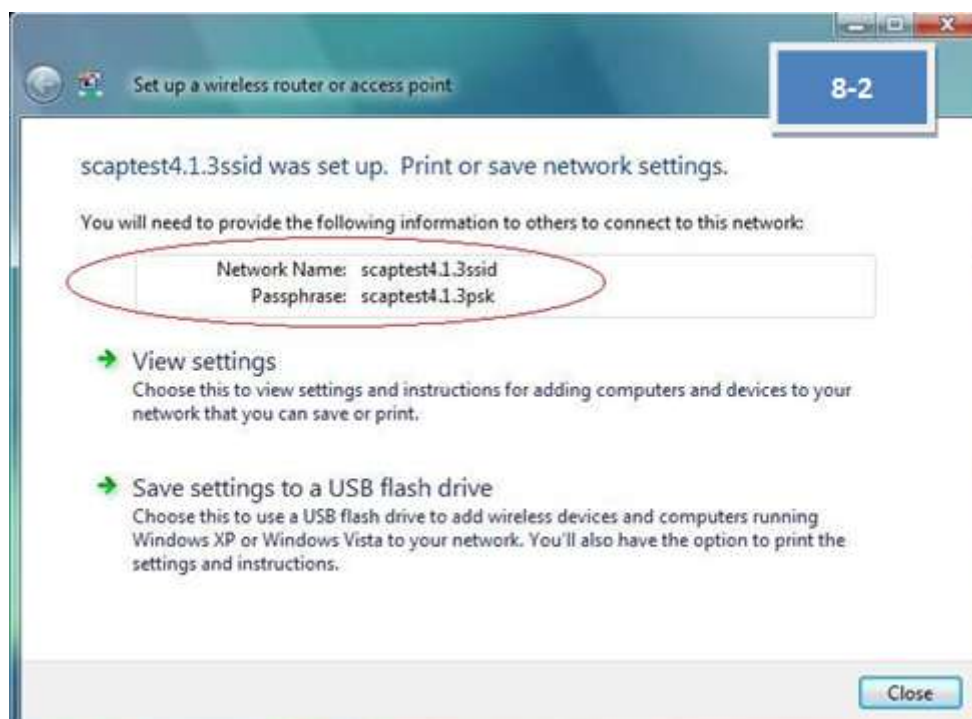 Set up a wireless router or access point
8-2
scaptest4.1.3ssid was set up. Print or save network settings.
You will need to provide the following information to others to connect to this network:
Network Name: scaptest4.1.3ssid
Passphrase: scaptest4.1.3psk
View settings
Choose this to view settings and instructions for adding computers and devices to your
network that you can save or print.
Save settings to a USB flash drive
Choose this to use a USB flash drive to add wireless devices and computers running
Windows XP or Windows Vista to your network. You'll also have the option to print the
settings and instructions.
Close